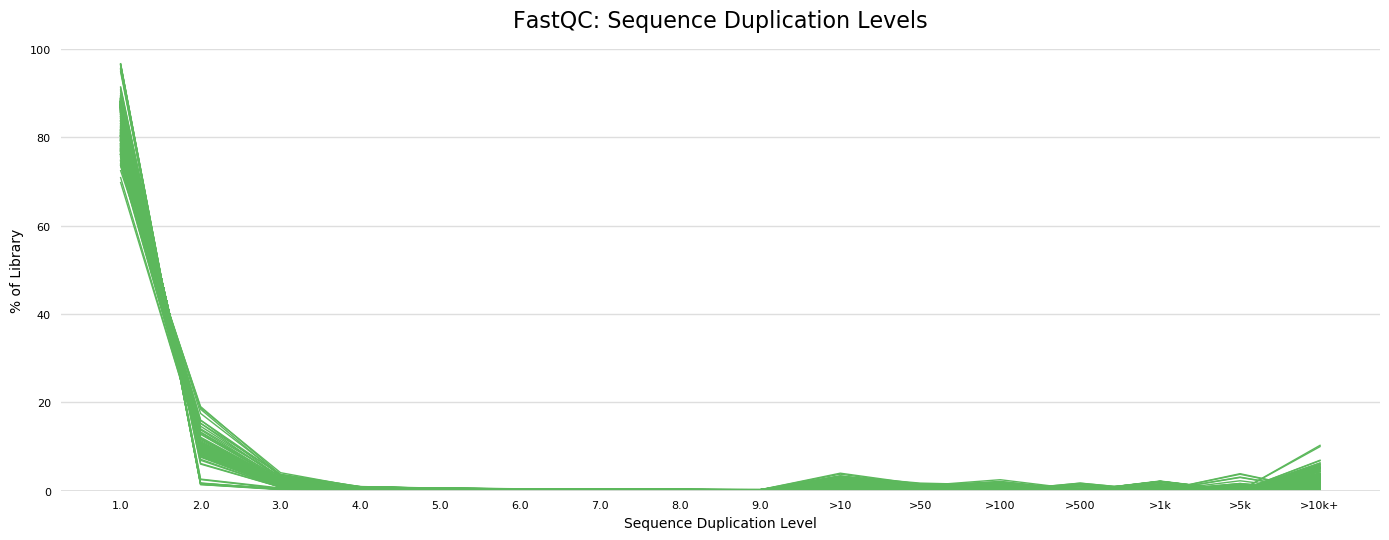 FastQC: Sequence Duplication Levels
100
80
60
40
20
0
% of Library
1.0 2.0 3.0 4.0 5.0 6.0 7.0 8.0 9.0 >10 >50 >100 >500 >1k >5k >10k+
Sequence Duplication Level